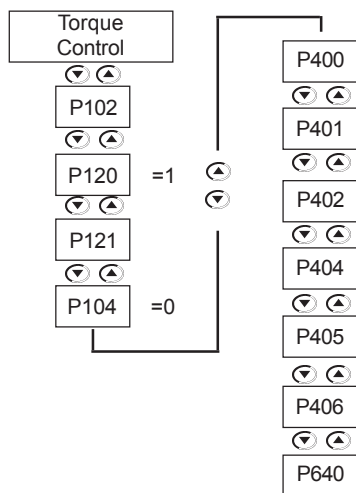 Torque
Control
P102
P120 =1
P121
P104 =0
P400
P401
P402
P404
P405
P406
P640